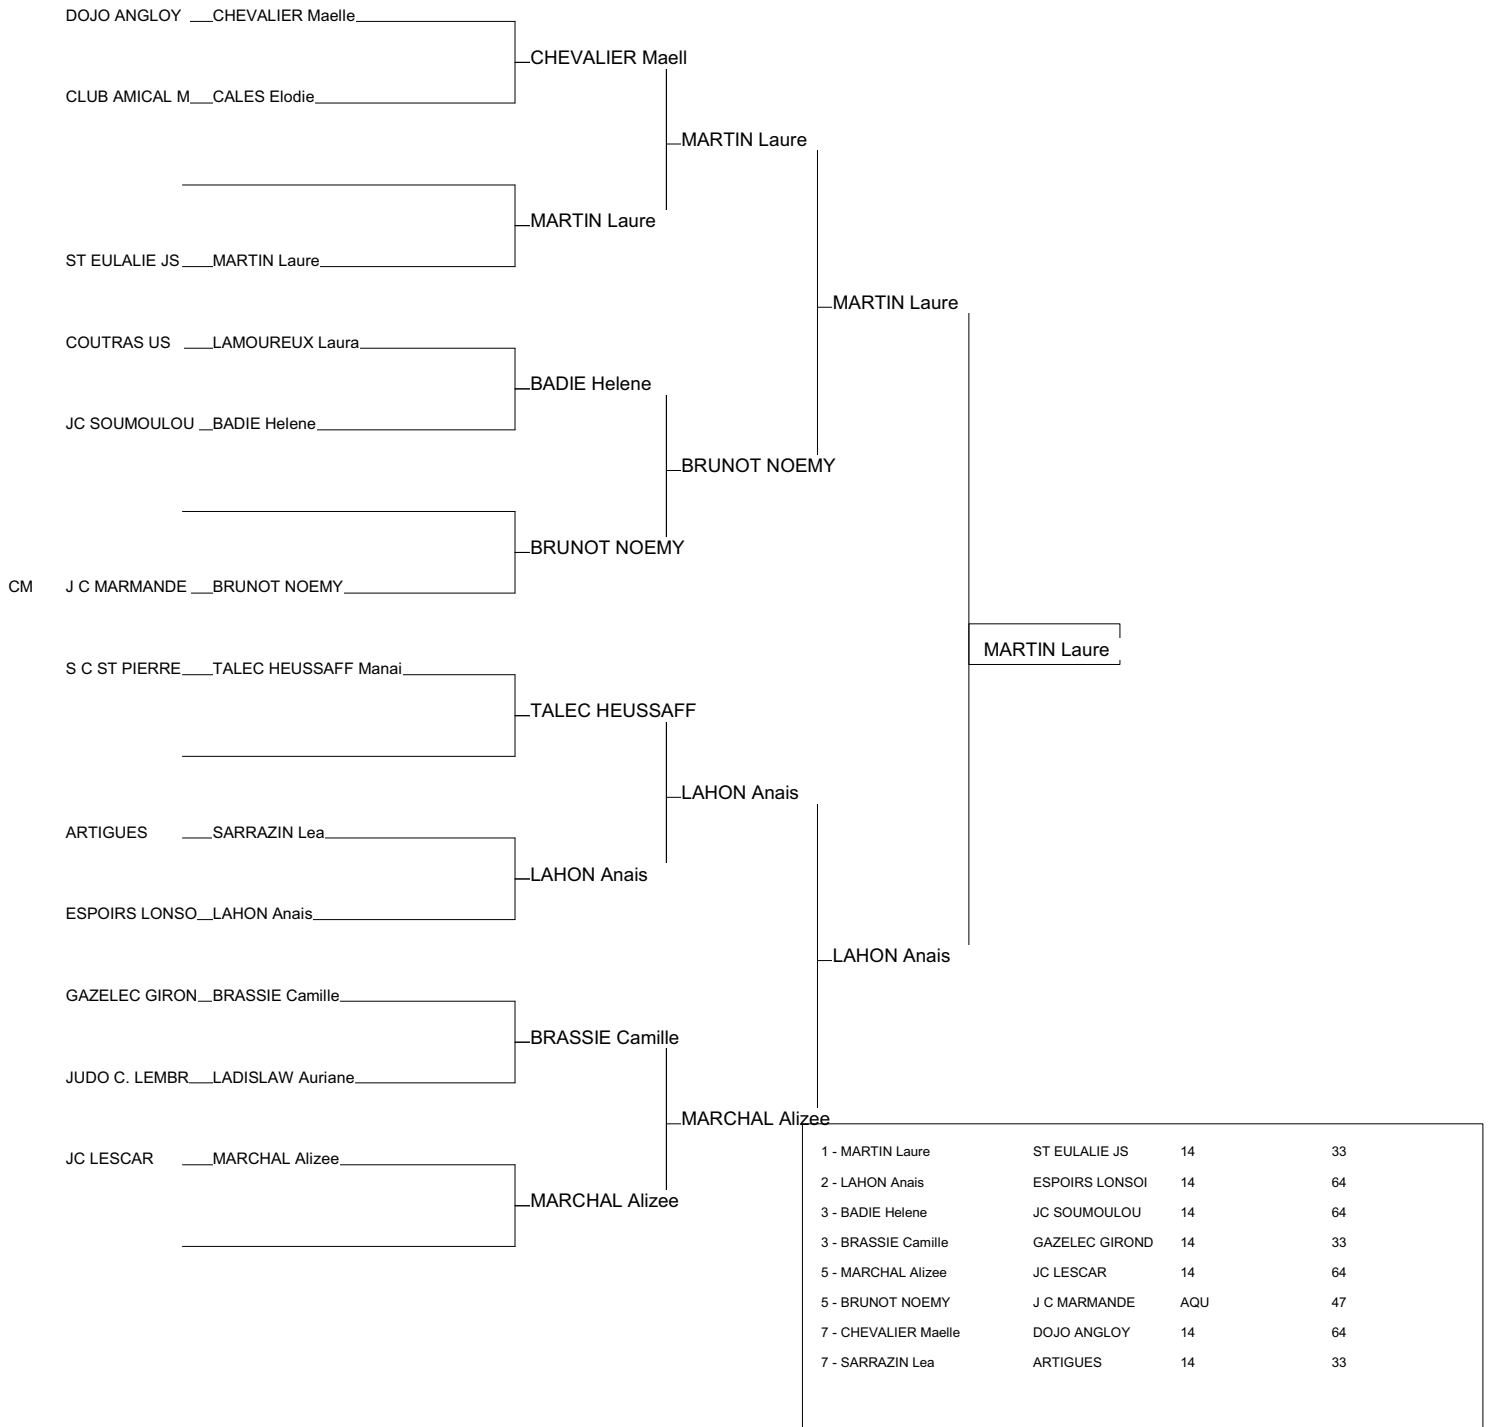 DOJO ANGLOY CHEVALIER Maelle
CHEVALIER Maell
CLUB AMICAL M CALES Elodie
MARTIN Laure
MARTIN Laure
ST EULALIE JS MARTIN Laure
MARTIN Laure
COUTRAS US LAMOUREUX Laura
BADIE Helene
JC SOUMOULOU BADIE Helene
BRUNOT NOEMY
BRUNOT NOEMY
CM J C MARMANDE BRUNOT NOEMY
MARTIN Laure
S C ST PIERRE TALEC HEUSSAFF Manai
TALEC HEUSSAFF
LAHON Anais
ARTIGUES SARRAZIN Lea
LAHON Anais
ESPOIRS LONSO LAHON Anais
LAHON Anais
GAZELEC GIRON BRASSIE Camille
BRASSIE Camille
JUDO C. LEMBR LADISLAW Auriane
MARCHAL Alizee
JC LESCAR MARCHAL Alizee
MARCHAL Alizee
1 - MARTIN Laure ST EULALIE JS 14 33
2 - LAHON Anais ESPOIRS LONSOI 14 64
3 - BADIE Helene JC SOUMOULOU 14 64
3 - BRASSIE Camille GAZELEC GIROND 14 33
5 - MARCHAL Alizee JC LESCAR 14 64
5 - BRUNOT NOEMY J C MARMANDE AQU 47
7 - CHEVALIER Maelle DOJO ANGLOY 14 64
7 - SARRAZIN Lea ARTIGUES 14 33